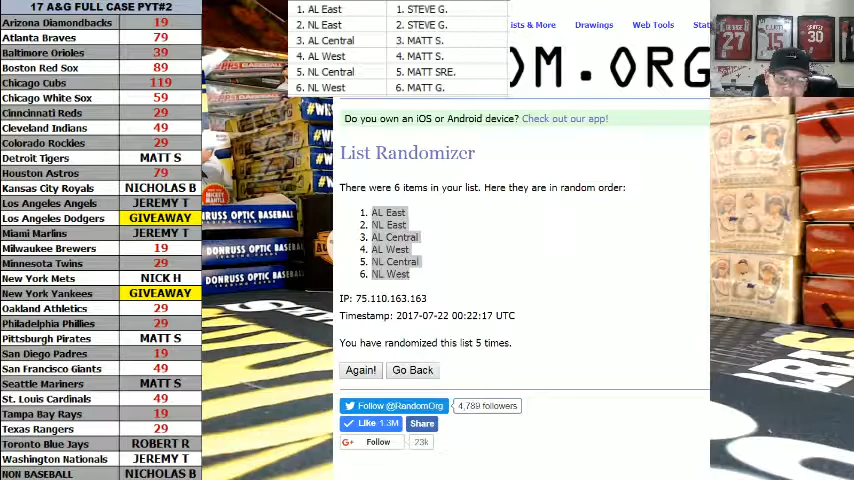 17 A&G FULL CASE PYT#2
Arizona Diamondbacks 19
Atlanta Braves 79
Baltimore Orioles 39
Boston Red Sox 89
Chicago Cubs 119
Chicago White Sox 59
Cinncinnati Reds 29
Cleveland Indians 49
Colorado Rockies 29
Detroit Tigers MATT S
Houston Astros 79
Kansas City Royals NICHOLAS B
Los Angeles Angels JEREMY T
Los Angeles Dodgers GIVEAWAY
Miami Marlins JEREMY T
Milwaukee Brewers 19
Minnesota Twins 29
New York Mets NICK H
New York Yankees GIVEAWAY
Oakland Athletics 29
Philadelphia Phillies 29
Pittsburgh Pirates MATT S
San Diego Padres 19
San Francisco Giants 49
Seattle Mariners MATT S
St. Louis Cardinals 49
Tampa Bay Rays 19
Texas Rangers 29
Toronto Blue Jays ROBERT R
Washington Nationals JEREMY T
NON BASEBALL NICHOLAS B
1. AL East 1. STEVE G.
2. NL East 2. STEVE G.
3. AL Central 3. MATT S.
4. AL West 4. MATT S.
5. NL Central 5. MATT SRE.
6. NL West 6. MATT G.
ists & More Drawings Web Tools Stat
OM.ORG
Do you own an iOS or Android device? Check out our app!
List Randomizer
There were 6 items in your list. Here they are in random order:
1. AL East
2. NL East
3. AL Central
4. AL West
5. NL Central
6. NL West
IP: 75.110.163.163
Timestamp: 2017-07-22 00:22:17 UTC
You have randomized this list 5 times.
Again! Go Back
Follow @RandomOrg 4,789 followers
Like 1.3M Share
G+ Follow 23k
GEORGE
27
15
30
MICKEY
MANTLE
NRUSS OPTIC BASEBALL
DONRUSS OPTIC BASEBALL
DONRUSS OPTIC BASEBALL